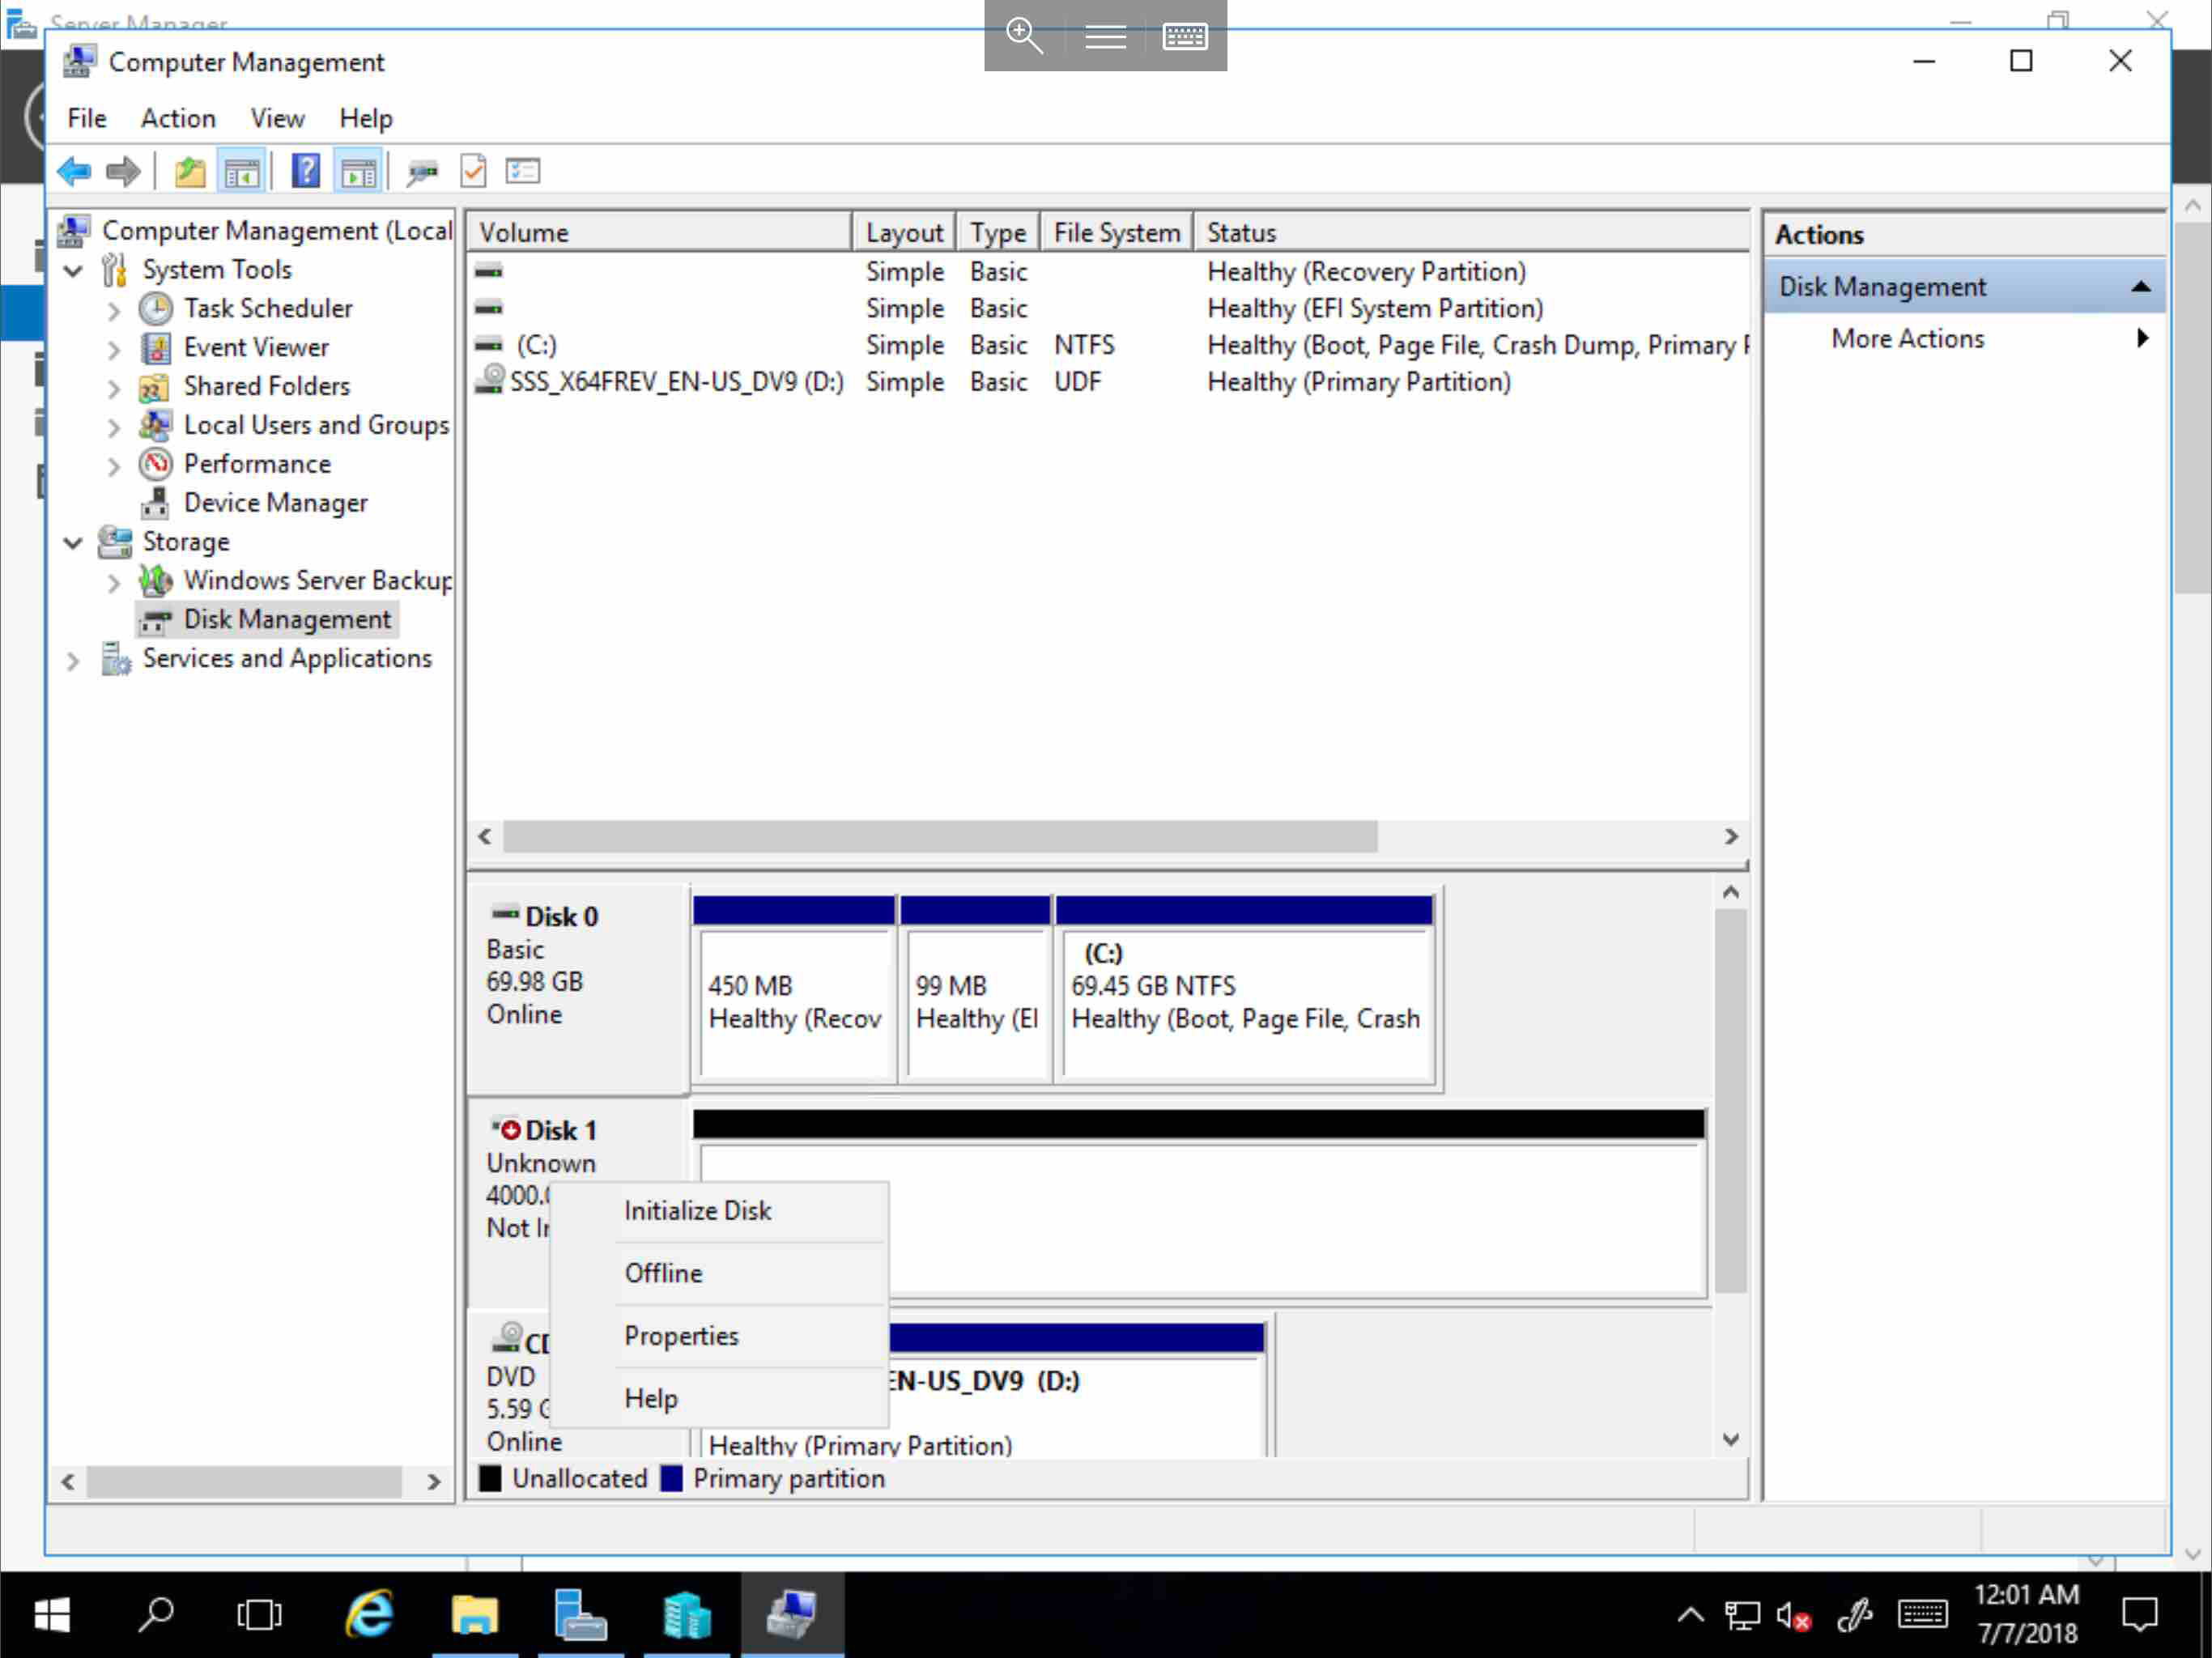 Server Manager
Computer Management
File Action View Help
Computer Management (Local
System Tools
Task Scheduler
Event Viewer
Shared Folders
Local Users and Groups
Performance
Device Manager
Storage
Windows Server Backup
Disk Management
Services and Applications
Volume Layout Type File System Status
Simple Basic Healthy (Recovery Partition)
Simple Basic Healthy (EFI System Partition)
(C:) Simple Basic NTFS Healthy (Boot, Page File, Crash Dump, Primary P
SSS_X64FREV_EN-US_DV9 (D:) Simple Basic UDF Healthy (Primary Partition)
Actions
Disk Management
More Actions
Disk 0
Basic
69.98 GB
Online
450 MB
Healthy (Recov
99 MB
Healthy (EI
(C:)
69.45 GB NTFS
Healthy (Boot, Page File, Crash
Disk 1
Unknown
4000.
Not In
Initialize Disk
Offline
Properties
Help
CD
DVD
5.59 G
Online
EN-US_DV9 (D:)
Healthy (Primary Partition)
Unallocated Primary partition
12:01 AM
7/7/2018